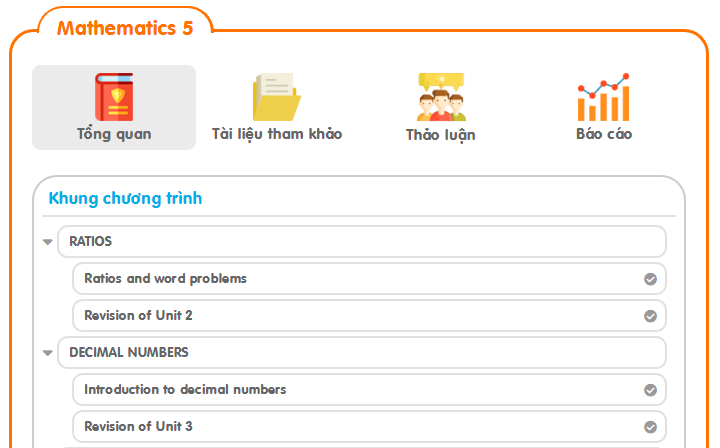 Mathematics 5
Tổng quan
Tài liệu tham khảo
Thảo luận
Báo cáo
Khung chương trình
RATIOS
Ratios and word problems
Revision of Unit 2
DECIMAL NUMBERS
Introduction to decimal numbers
Revision of Unit 3